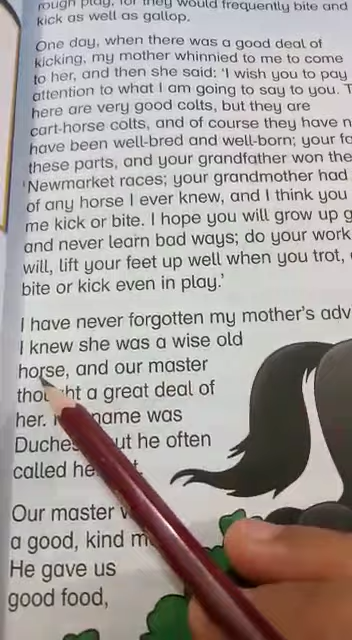 rough play, for they would frequently bite and
kick as well as gallop.
One day, when there was a good deal of
kicking, my mother whinnied to me to come
to her, and then she said: 'I wish you to pay
attention to what I am going to say to you. T
here are very good colts, but they are
cart-horse colts, and of course they have n
have been well-bred and well-born; your fa
these parts, and your grandfather won the
Newmarket races; your grandmother had
of any horse I ever knew, and I think you
me kick or bite. I hope you will grow up g
and never learn bad ways; do your work
will, lift your feet up well when you trot,
bite or kick even in play.'
I have never forgotten my mother's adv
I knew she was a wise old
horse, and our master
a great deal of
her. name was
he often
called
Our master
a good, kind
He gave us
good food,